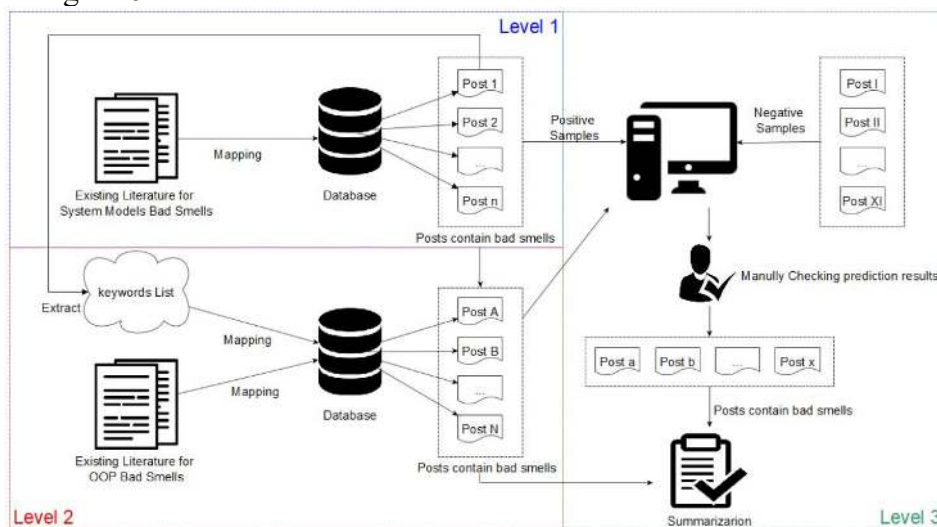 Level 1
Post 1
Post 2
...
Post n
Mapping
Existing Literature for
System Models Bad Smells
Database
Posts contain bad smells
Positive
Samples
Negative
Samples
Post I
Post II
...
Post XI
keywords List
Extract
Mapping
Mapping
Existing Literature for
OOP Bad Smells
Database
Post A
Post B
...
Post N
Posts contain bad smells
Level 2
Manully Checking prediction results
Post a
Post b
...
Post x
Posts contain bad smells
Summarizarion
Level 3